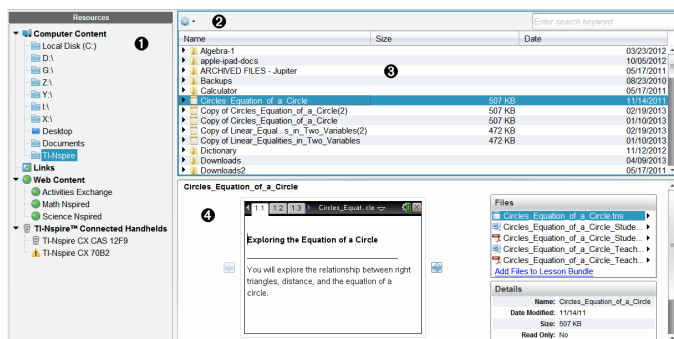 Resources
Computer Content
Local Disk (C:)
D:\
G:\
Z:\
Y:\
I:\
X:\
Desktop
Documents
TI-Nspire
Links
Web Content
Activities Exchange
Math Nspired
Science Nspired
TI-Nspire™ Connected Handhelds
TI-Nspire CX CAS 12F9
TI-Nspire CX 70B2
1
2
Enter search keyword
Name Size Date
Algebra-1 03/23/2012
apple-ipad-docs 10/05/2012
ARCHIVED FILES - Jupiter 05/17/2011
3
Backups 08/23/2010
Calculator 05/17/2011
Circles_Equation_of_a_Circle 507 KB 11/14/2011
Copy of Circles_Equation_of_a_Circle(2) 507 KB 02/19/2013
Copy of Circles_Equation_of_a_Circle 507 KB 01/10/2013
Copy of Linear_Equal...s_in_Two_Variables(2) 472 KB 02/19/2013
Copy of Linear_Equalities_in_Two_Variables 472 KB 01/10/2013
Dictionary 11/12/2012
Downloads 04/09/2013
Downloads2 05/17/2011
Circles_Equation_of_a_Circle
4
1.1 1.2 1.3 Circles_Equat..cle
Exploring the Equation of a Circle
You will explore the relationship between right
triangles, distance, and the equation of a
circle.
Files
Circles_Equation_of_a_Circle.tns
Circles_Equation_of_a_Circle_Stude...
Circles_Equation_of_a_Circle_Stude...
Circles_Equation_of_a_Circle_Teach...
Circles_Equation_of_a_Circle_Teach...
Add Files to Lesson Bundle
Details
Name: Circles_Equation_of_a_Circle
Date Modified: 11/14/11
Size: 507 KB
Read Only: No